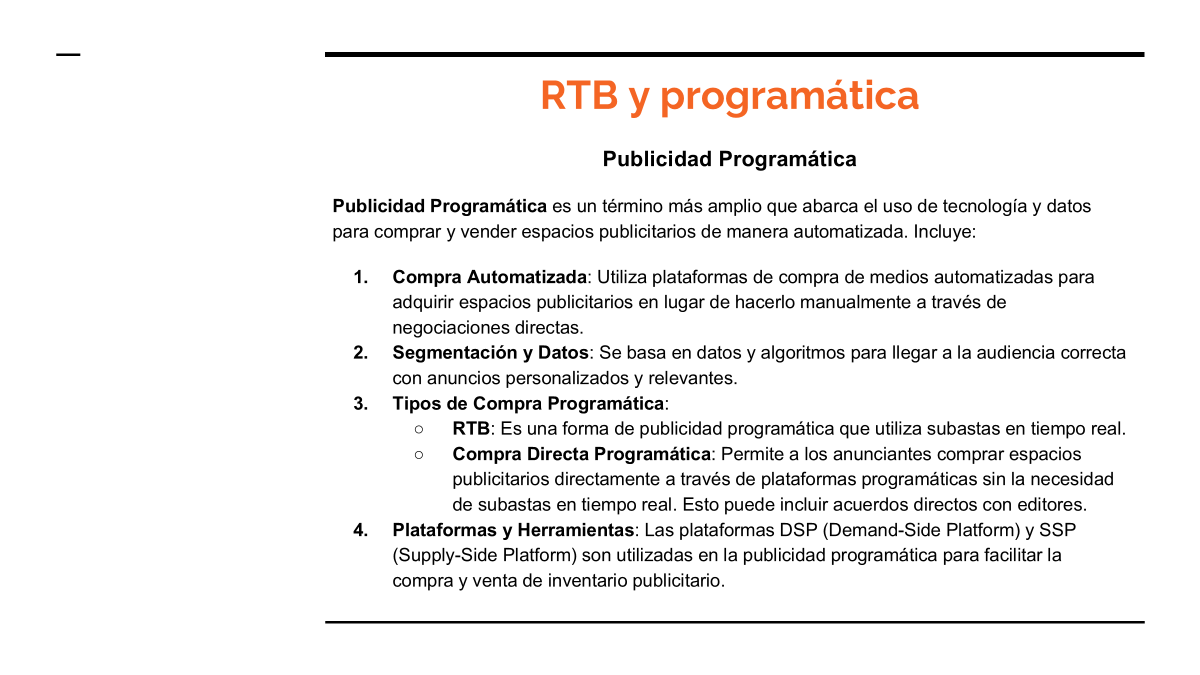 RTB y programática
Publicidad Programática
Publicidad Programática es un término más amplio que abarca el uso de tecnología y datos
para comprar y vender espacios publicitarios de manera automatizada. Incluye:
1. Compra Automatizada: Utiliza plataformas de compra de medios automatizadas para
adquirir espacios publicitarios en lugar de hacerlo manualmente a través de
negociaciones directas.
2. Segmentación y Datos: Se basa en datos y algoritmos para llegar a la audiencia correcta
con anuncios personalizados y relevantes.
3. Tipos de Compra Programática:
○ RTB: Es una forma de publicidad programática que utiliza subastas en tiempo real.
○ Compra Directa Programática: Permite a los anunciantes comprar espacios
publicitarios directamente a través de plataformas programáticas sin la necesidad
de subastas en tiempo real. Esto puede incluir acuerdos directos con editores.
4. Plataformas y Herramientas: Las plataformas DSP (Demand-Side Platform) y SSP
(Supply-Side Platform) son utilizadas en la publicidad programática para facilitar la
compra y venta de inventario publicitario.